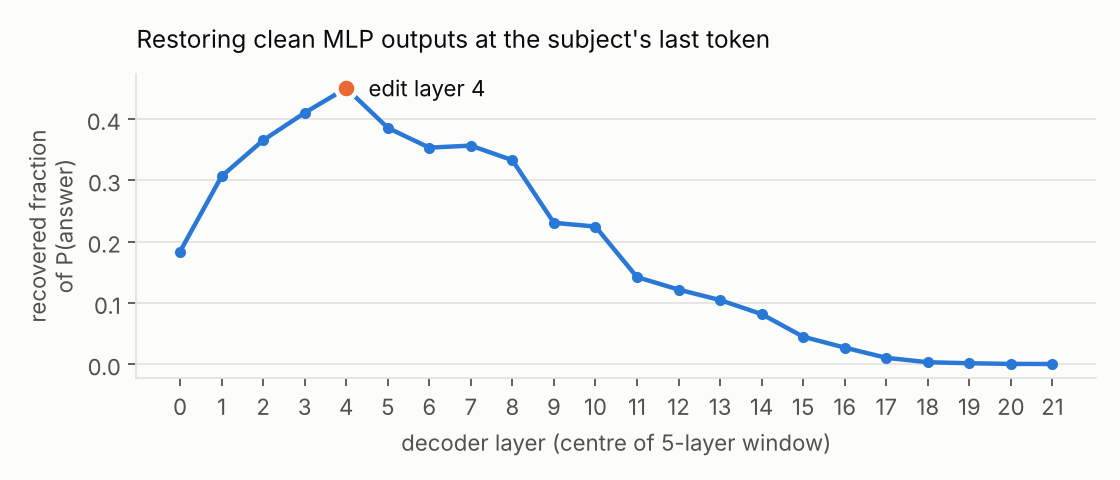 Restoring clean MLP outputs at the subject's last token
edit layer 4
recovered fraction
of P(answer)
0.4
0.3
0.2
0.1
0.0
0 1 2 3 4 5 6 7 8 9 10 11 12 13 14 15 16 17 18 19 20 21
decoder layer (centre of 5-layer window)